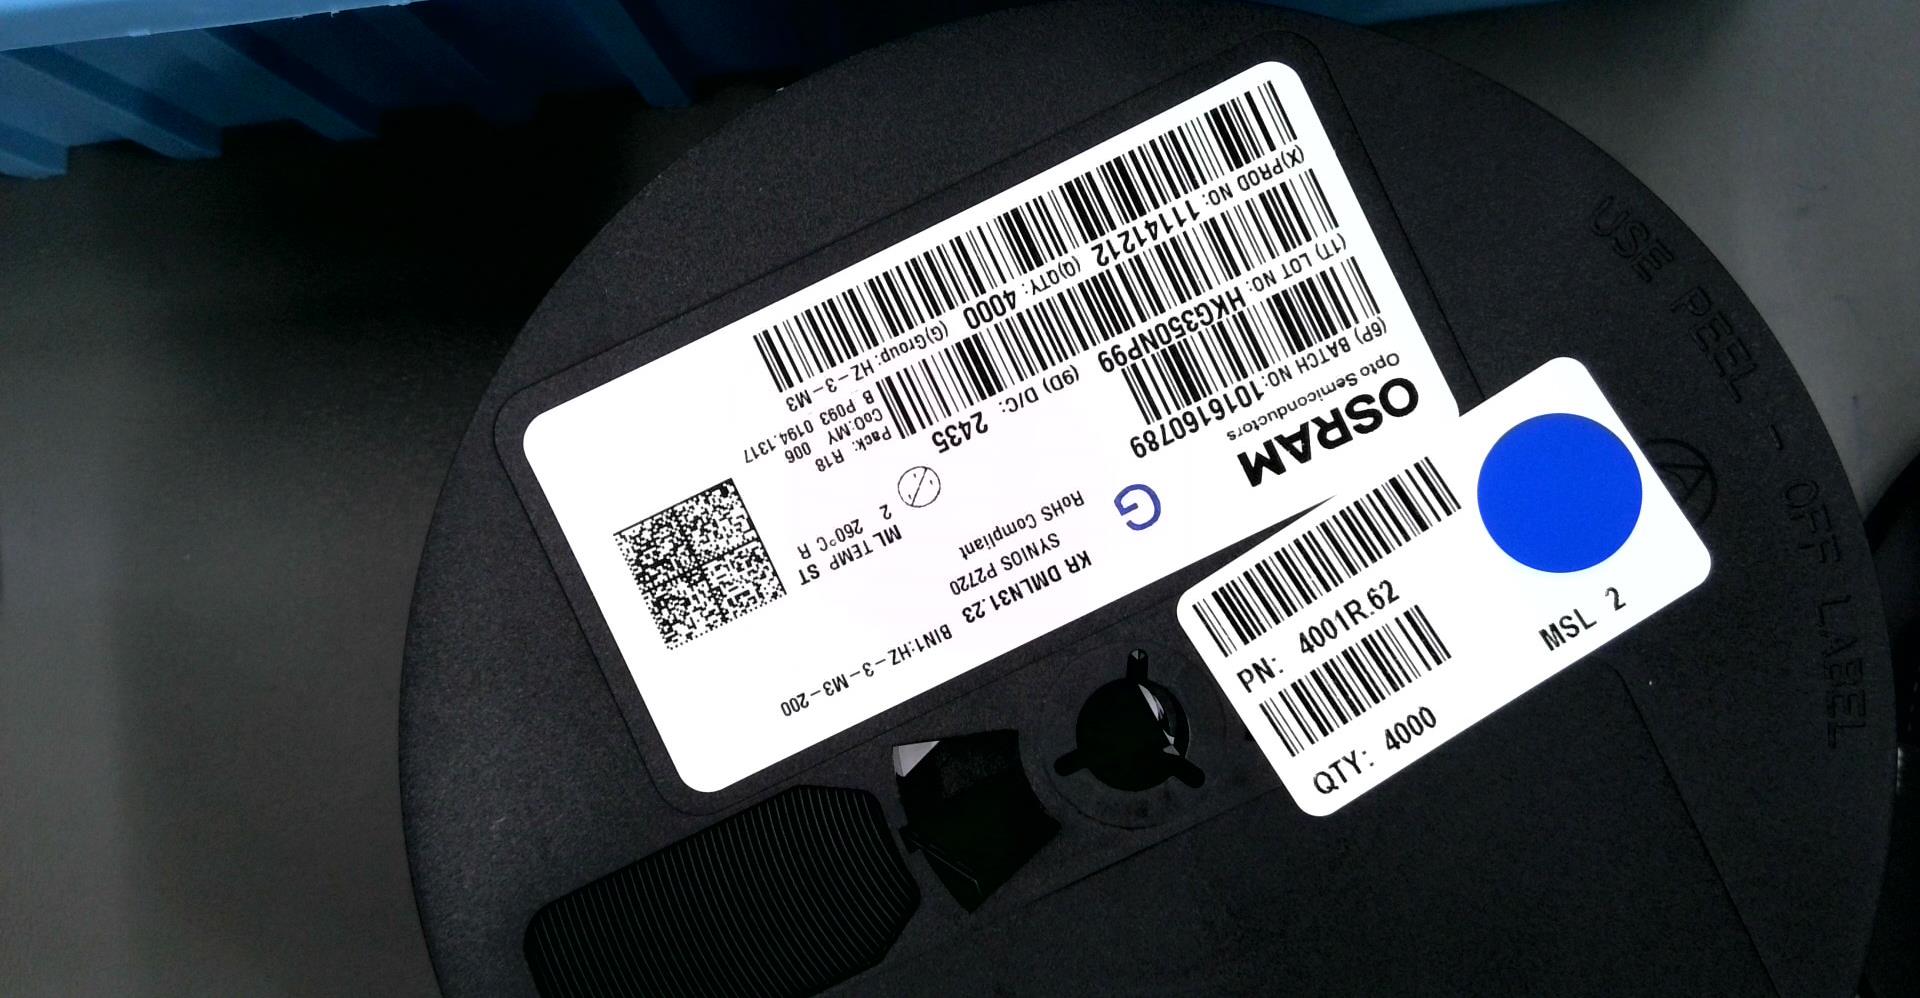 OSRAM
Opto Semiconductors
(6P) BATCH NO: 1016160789
(1T) LOT NO: HKG350NP99
(9D) D/C: 2435
(X)PROD NO: 11141212
(Q)QTY: 4000
(G)Group: HZ-3-M3
G
RoHS Compliant
SYNIOS P2720
KR DMLN31.23
BIN1:HZ-3-M3-200
ML TEMP ST
2 260°C R
Pack: R18
CoO:MY 006
B P093 0194.1317
PN: 4001R.62
QTY: 4000
MSL 2
USE PEEL - OFF LABEL
A